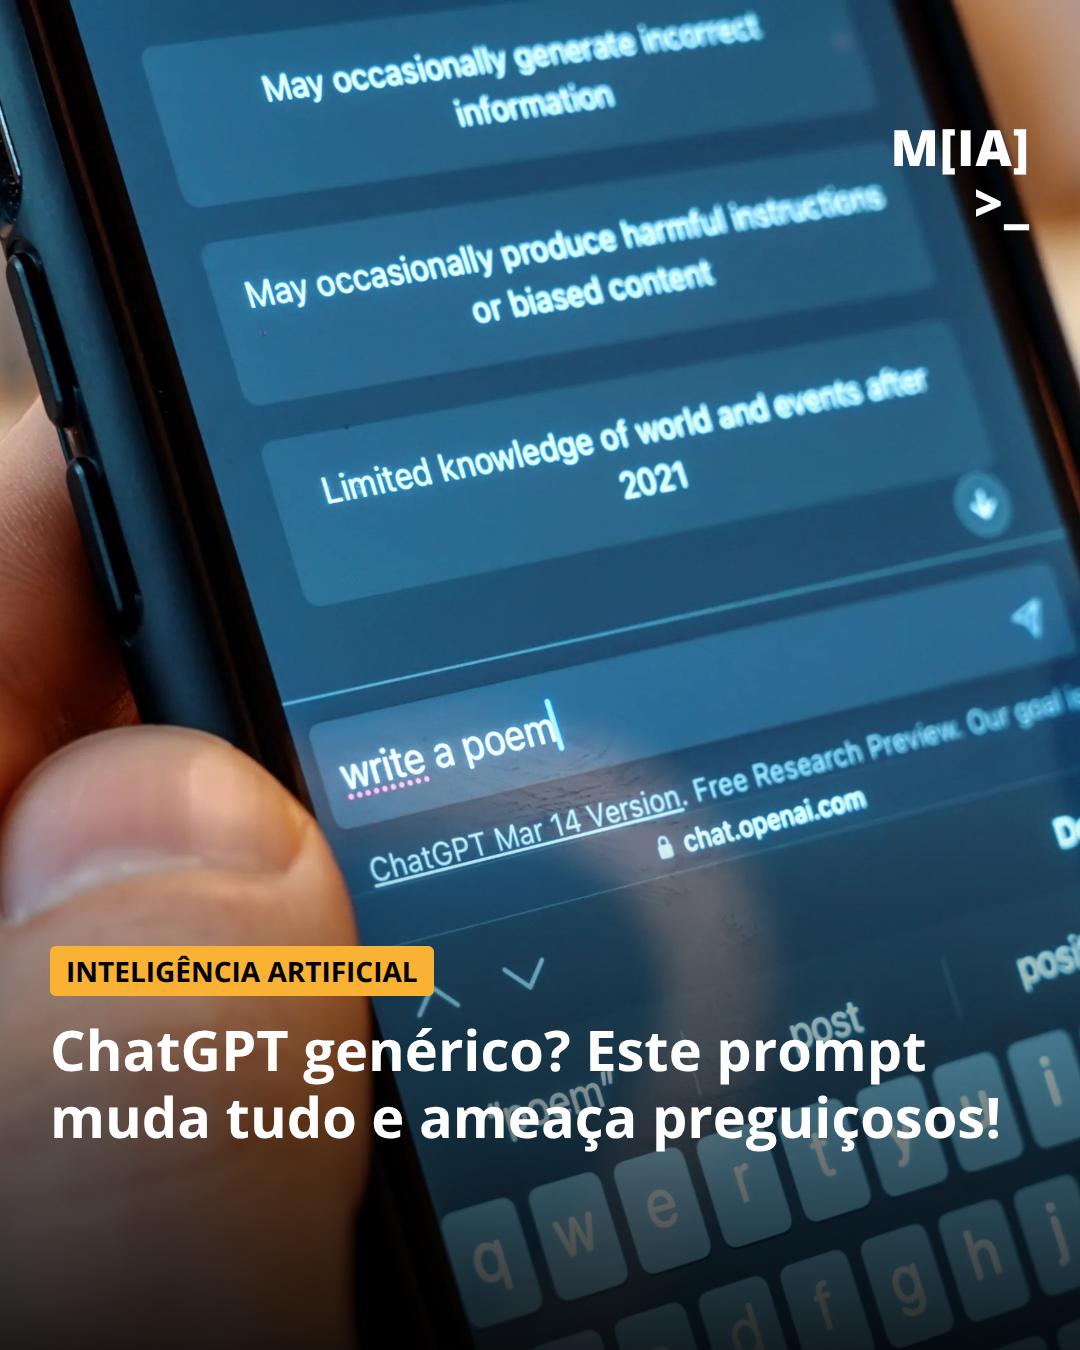 May occasionally generate incorrect
information
M[IA]
>_
May occasionally produce harmful instructions
or biased content
Limited knowledge of world and events after
2021
write a poem
ChatGPT Mar 14 Version. Free Research Preview. Our goal is
chat.openai.com
INTELIGÊNCIA ARTIFICIAL
ChatGPT genérico? Este prompt
muda tudo e ameaça preguiçosos!
"poem"
post
q w e r t y u i
d f g h j